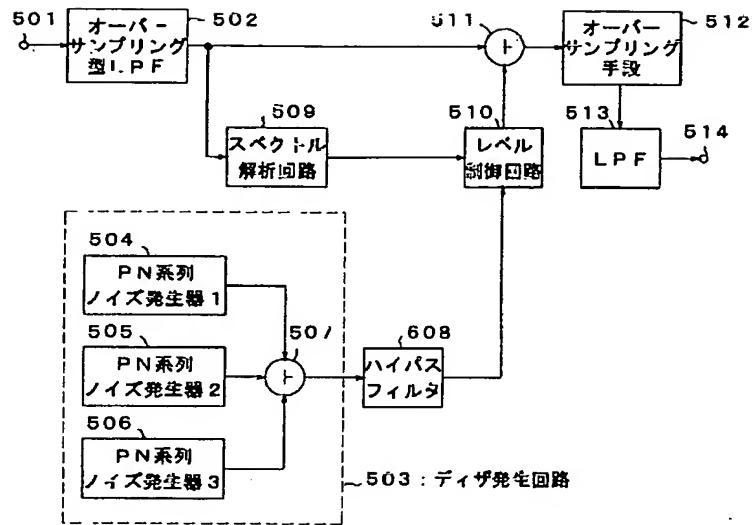 501
オーバー
サンプリング
型LPF
502
511
オーバー
サンプリング
手段
512
509
スペクトル
解析回路
510
レベル
制御回路
513
LPF
514
504
PN系列
ノイズ発生器1
505
PN系列
ノイズ発生器2
506
PN系列
ノイズ発生器3
507
608
ハイパス
フィルタ
503:ディザ発生回路